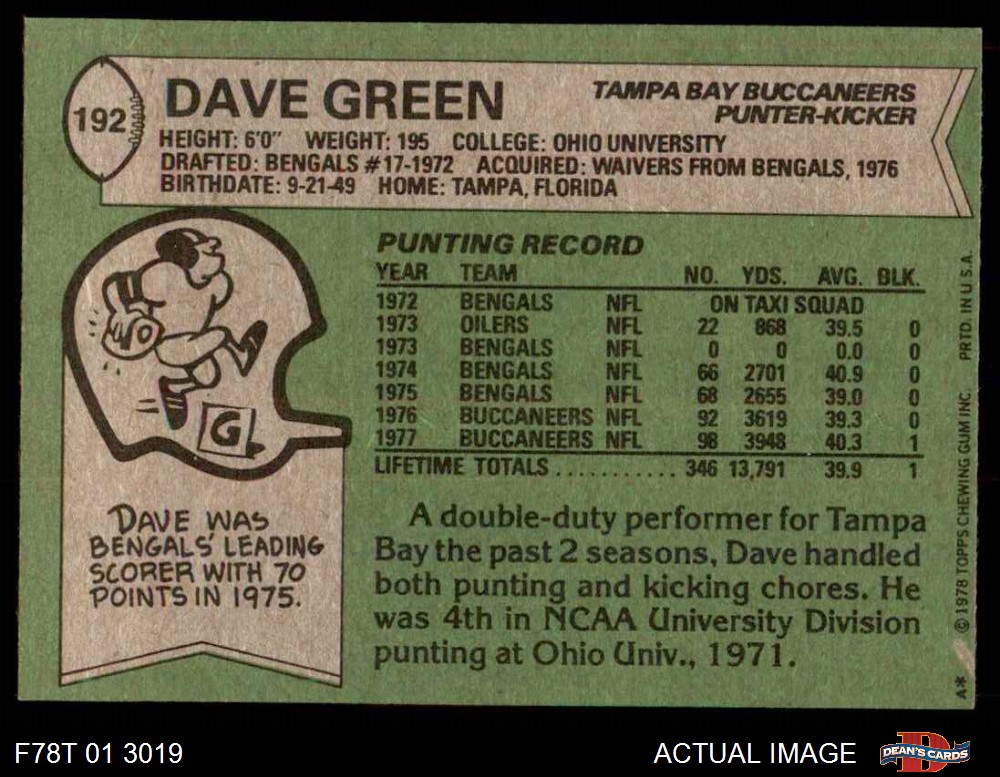 192
DAVE GREEN
TAMPA BAY BUCCANEERS
PUNTER-KICKER
HEIGHT: 6'0" WEIGHT: 195 COLLEGE: OHIO UNIVERSITY
DRAFTED: BENGALS #17-1972 ACQUIRED: WAIVERS FROM BENGALS, 1976
BIRTHDATE: 9-21-49 HOME: TAMPA, FLORIDA
PUNTING RECORD
YEAR TEAM NO. YDS. AVG. BLK.
1972 BENGALS NFL ON TAXI SQUAD
1973 OILERS NFL 22 868 39.5 0
1973 BENGALS NFL 0 0 0.0 0
1974 BENGALS NFL 66 2701 40.9 0
1975 BENGALS NFL 68 2655 39.0 0
1976 BUCCANEERS NFL 92 3619 39.3 0
1977 BUCCANEERS NFL 98 3948 40.3 1
LIFETIME TOTALS........... 346 13,791 39.9 1
G
DAVE WAS
BENGALS' LEADING
SCORER WITH 70
POINTS IN 1975.
A double-duty performer for Tampa
Bay the past 2 seasons, Dave handled
both punting and kicking chores. He
was 4th in NCAA University Division
punting at Ohio Univ., 1971.
A* © 1978 TOPPS CHEWING GUM INC. PRTD. IN U.S.A.
F78T 01 3019
ACTUAL IMAGE
D
DEAN'S CARDS